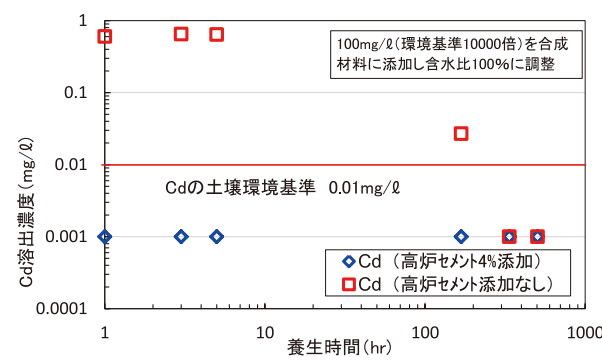 1
0.1
0.01
0.001
0.0001
Cd溶出濃度(mg/ℓ)
100mg/ℓ(環境基準10000倍)を合成
材料に添加し含水比100%に調整
Cdの土壌環境基準 0.01mg/ℓ
Cd (高炉セメント4%添加)
Cd (高炉セメント添加なし)
1 10 100 1000
養生時間(hr)